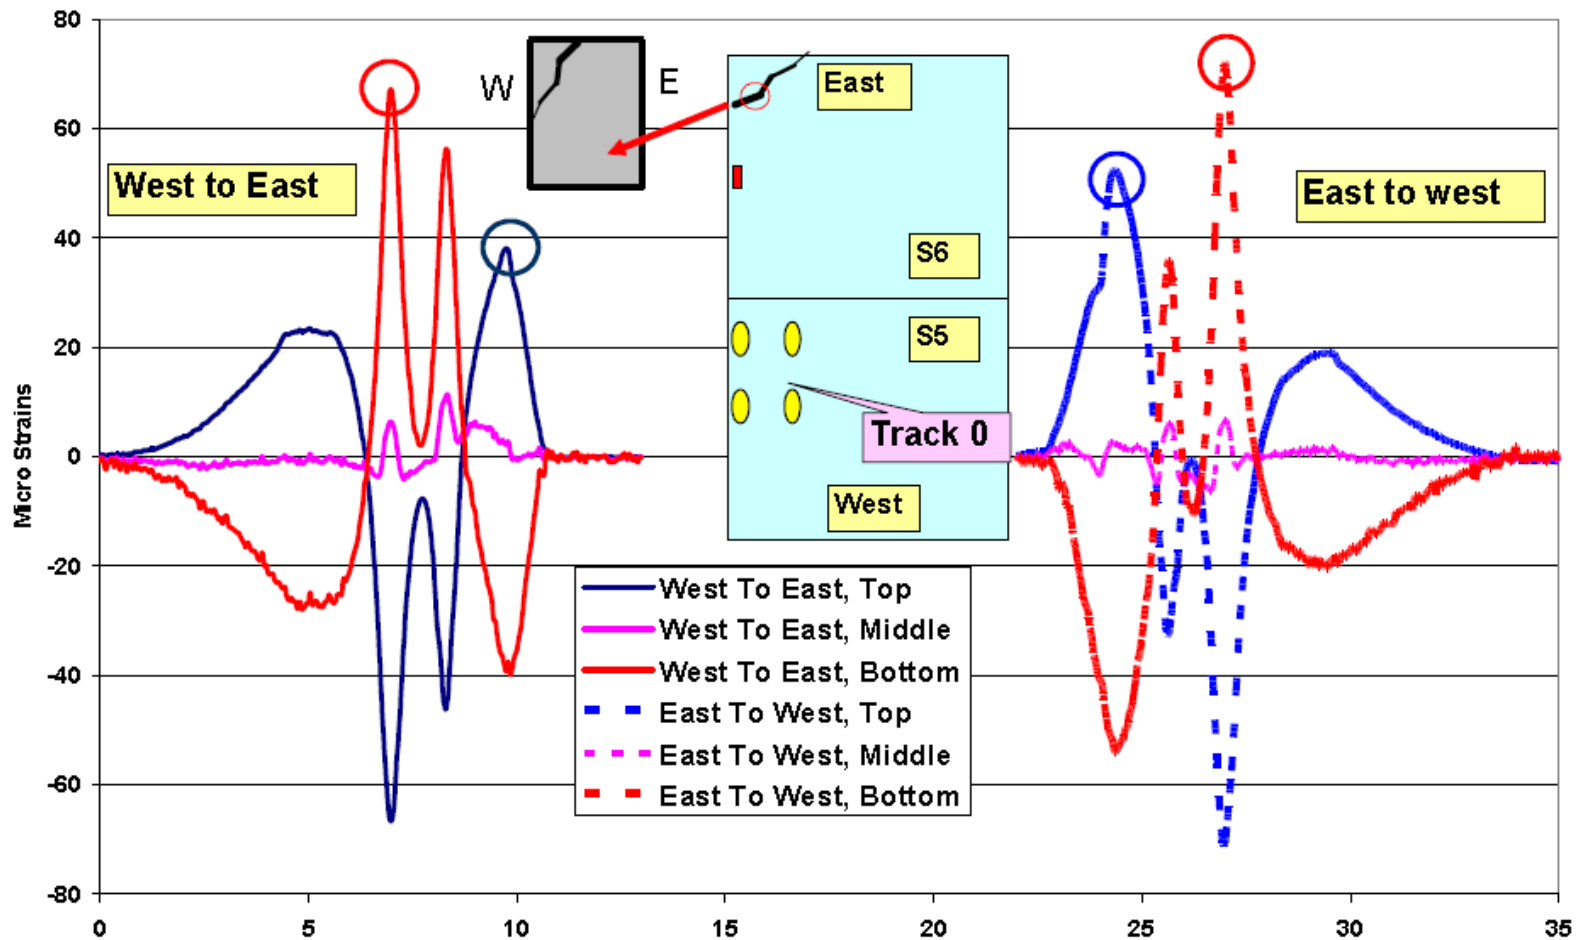 80
60
40
20
0
-20
-40
-60
-80
Micro Strains
West to East
W
E
East
S6
S5
Track 0
West
East to west
West To East, Top
West To East, Middle
West To East, Bottom
East To West, Top
East To West, Middle
East To West, Bottom
0 5 10 15 20 25 30 35